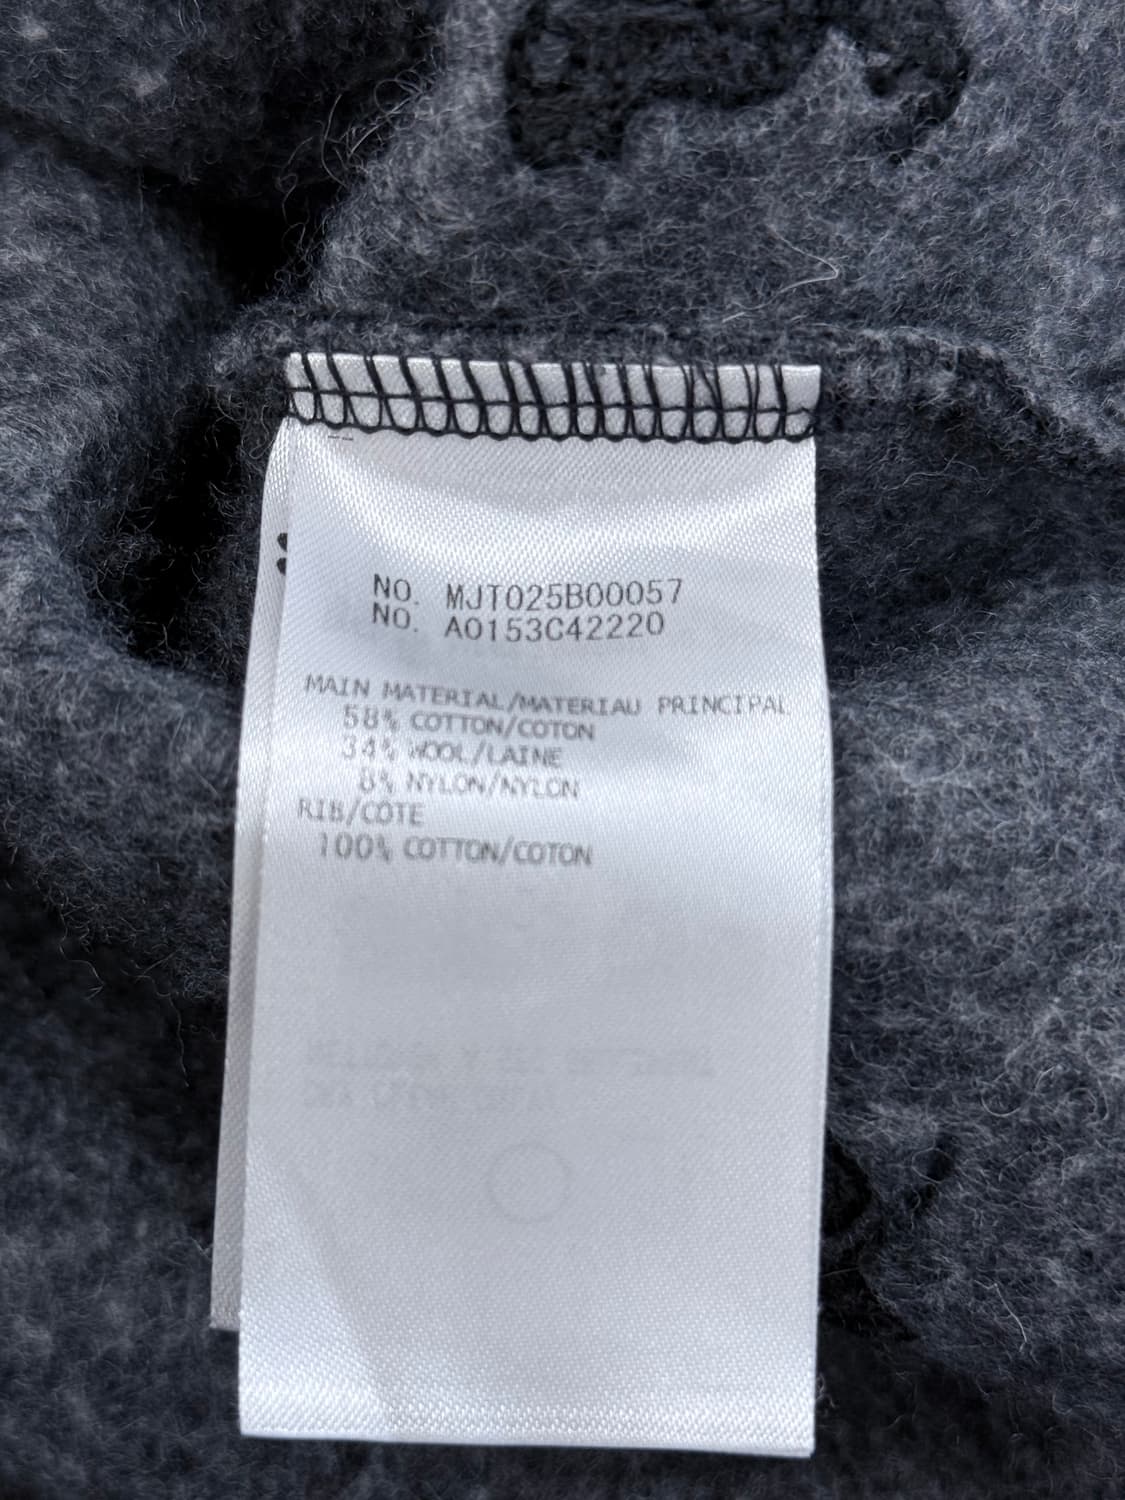 NO. MJT025B00057
NO. A0153C42220
MAIN MATERIAL/MATERIAU PRINCIPAL
58% COTTON/COTON
34% WOOL/LAINE
8% NYLON/NYLON
RIB/COTE
100% COTTON/COTON